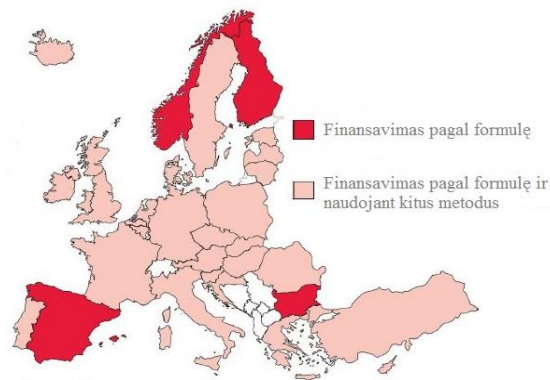 Finansavimas pagal formulę
Finansavimas pagal formulę ir
naudojant kitus metodus